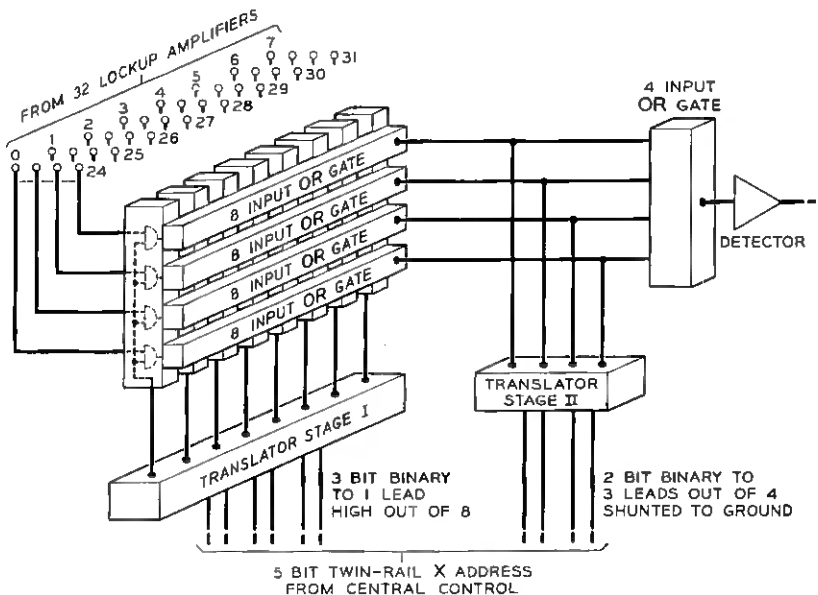 FROM 32 LOCKUP AMPLIFIERS
7
31
6
30
5
29
4
28
3
27
2
26
1
25
0
24
4 INPUT
OR GATE
8 INPUT OR GATE
8 INPUT OR GATE
8 INPUT OR GATE
8 INPUT OR GATE
DETECTOR
TRANSLATOR
STAGE II
TRANSLATOR STAGE I
3 BIT BINARY
TO 1 LEAD
HIGH OUT OF 8
2 BIT BINARY TO
3 LEADS OUT OF 4
SHUNTED TO GROUND
5 BIT TWIN-RAIL X ADDRESS
FROM CENTRAL CONTROL